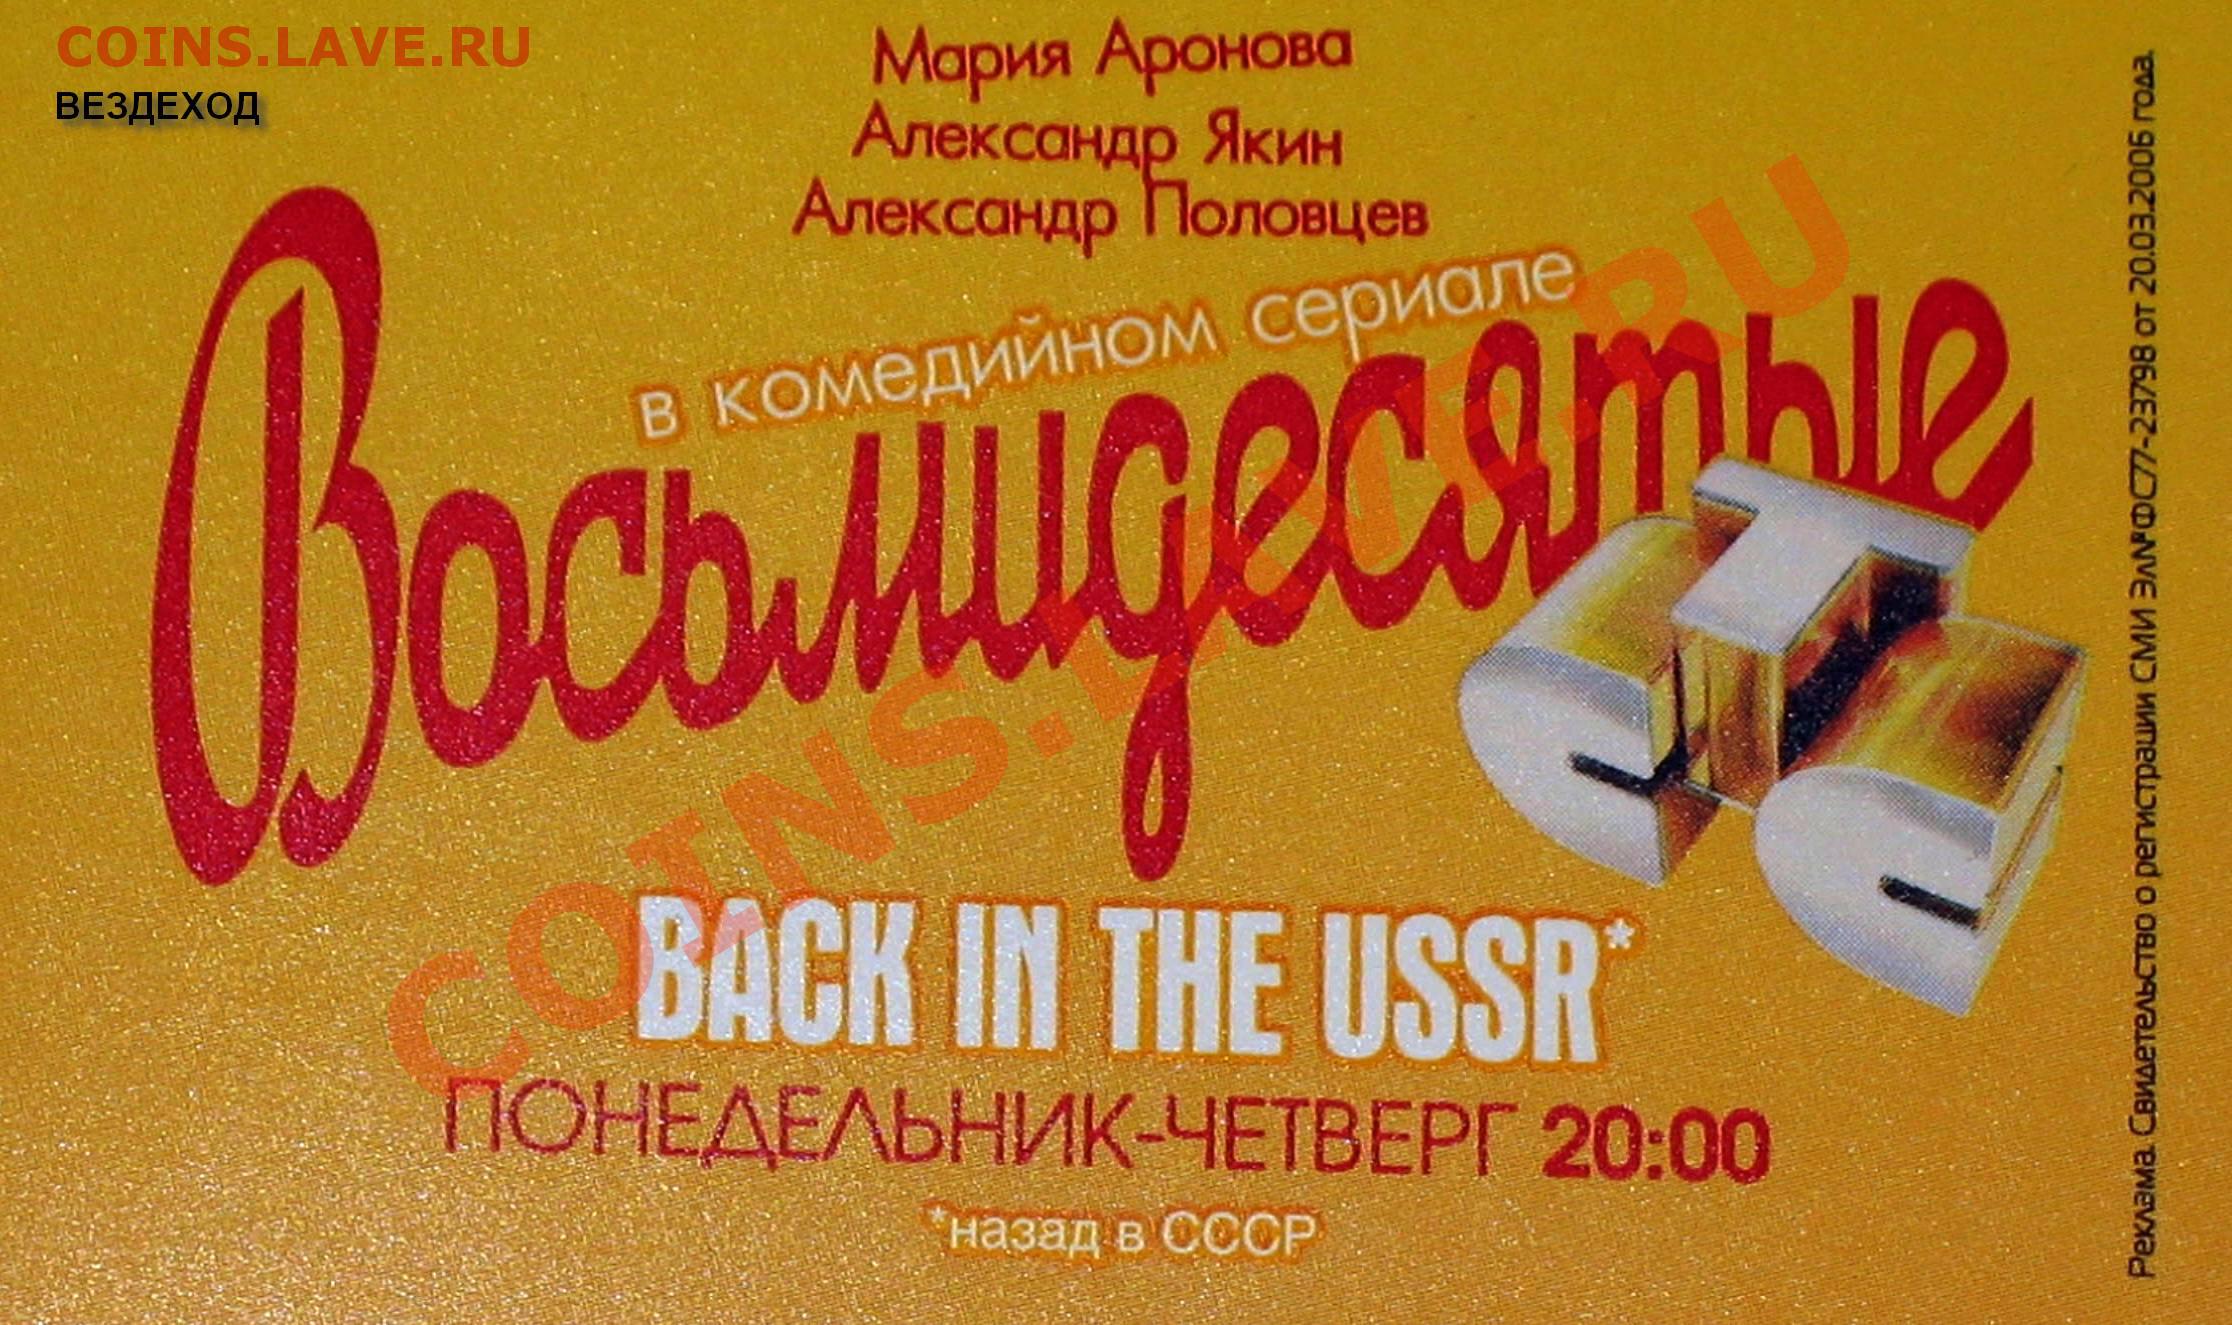 COINS.LAVE.RU
ВЕЗДЕХОД
Мария Аронова
Александр Якин
Александр Половцев
в комедийном сериале
Восьмидесятые
СТС
BACK IN THE USSR*
ПОНЕДЕЛЬНИК-ЧЕТВЕРГ 20:00
*назад в СССР
Реклама. Свидетельство о регистрации СМИ ЭЛ№ФС77-23798 от 20.03.2006 года.
COINS.LAVE.RU